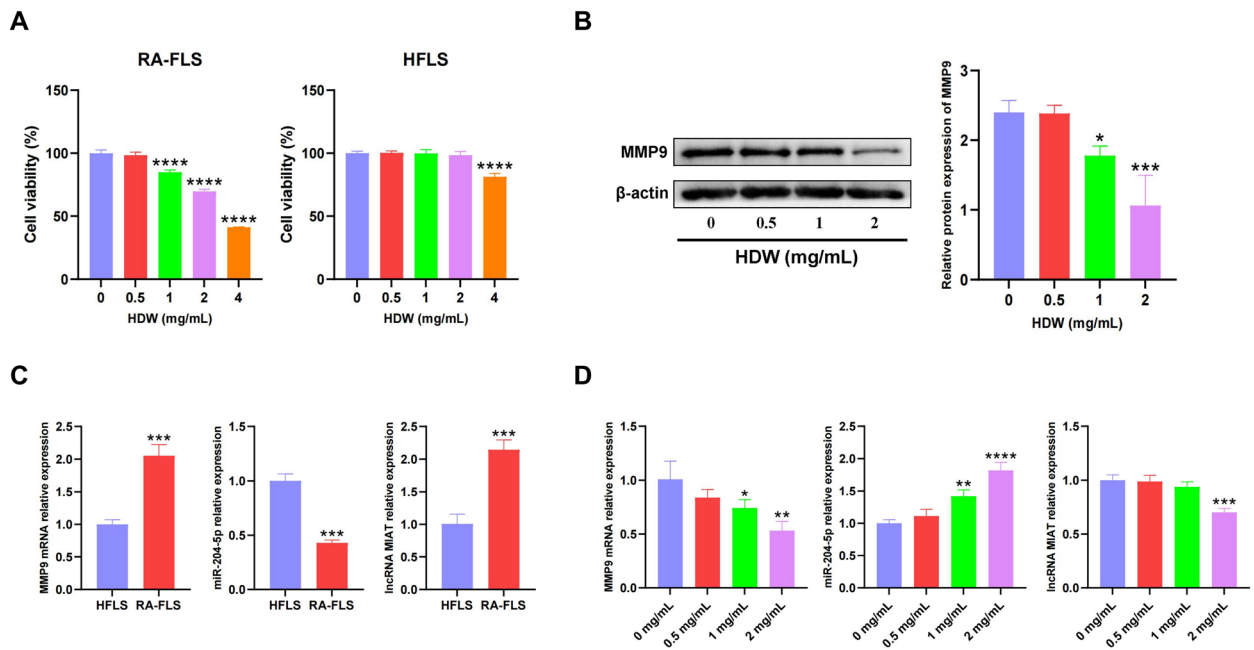 A
RA-FLS
Cell viability (%)
150
100
50
0
****
****
****
0 0.5 1 2 4
HDW (mg/mL)
HFLS
Cell viability (%)
150
100
50
0
****
0 0.5 1 2 4
HDW (mg/mL)
B
MMP9
β-actin
0 0.5 1 2
HDW (mg/mL)
Relative protein expression of MMP9
3
2
1
0
*
***
0 0.5 1 2
HDW (mg/mL)
C
MMP9 mRNA relative expression
2.5
2.0
1.5
1.0
0.5
0.0
***
HFLS RA-FLS
miR-204-5p relative expression
1.5
1.0
0.5
0.0
***
HFLS RA-FLS
lncRNA MIAT relative expression
2.5
2.0
1.5
1.0
0.5
0.0
***
HFLS RA-FLS
D
MMP9 mRNA relative expression
1.5
1.0
0.5
0.0
*
**
0 mg/mL
0.5 mg/mL
1 mg/mL
2 mg/mL
miR-204-5p relative expression
2.5
2.0
1.5
1.0
0.5
0.0
**
****
0 mg/mL
0.5 mg/mL
1 mg/mL
2 mg/mL
lncRNA MIAT relative expression
1.5
1.0
0.5
0.0
***
0 mg/mL
0.5 mg/mL
1 mg/mL
2 mg/mL